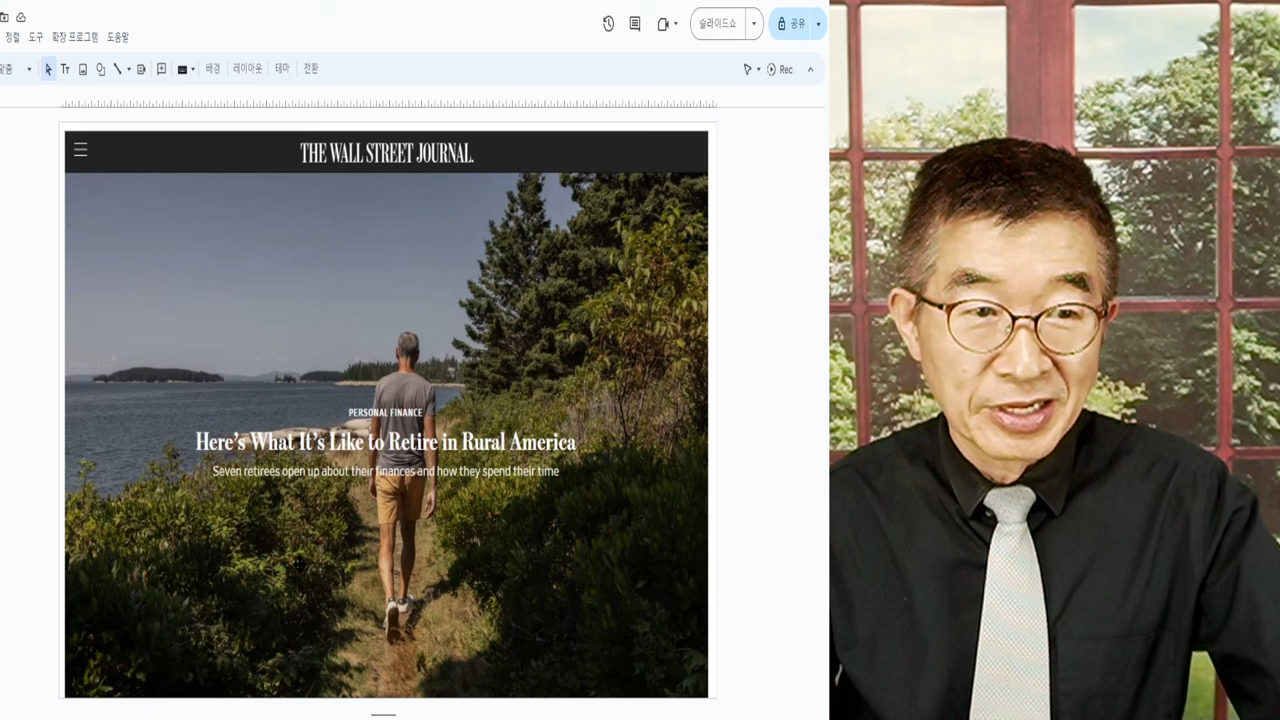 슬라이드쇼
공유
정렬 도구 확장 프로그램 도움말
맞춤
Tт
배경 레이아웃 테마 전환
Rec
THE WALL STREET JOURNAL.
PERSONAL FINANCE
Here's What It's Like to Retire in Rural America
Seven retirees open up about their finances and how they spend their time